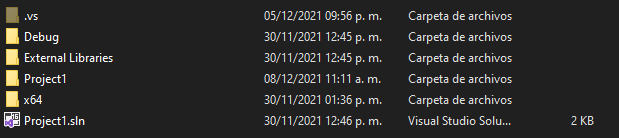 .vs 05/12/2021 09:56 p. m. Carpeta de archivos
Debug 30/11/2021 12:45 p. m. Carpeta de archivos
External Libraries 30/11/2021 12:45 p. m. Carpeta de archivos
Project1 08/12/2021 11:11 a. m. Carpeta de archivos
x64 30/11/2021 01:36 p. m. Carpeta de archivos
Project1.sln 30/11/2021 12:46 p. m. Visual Studio Solu... 2 KB